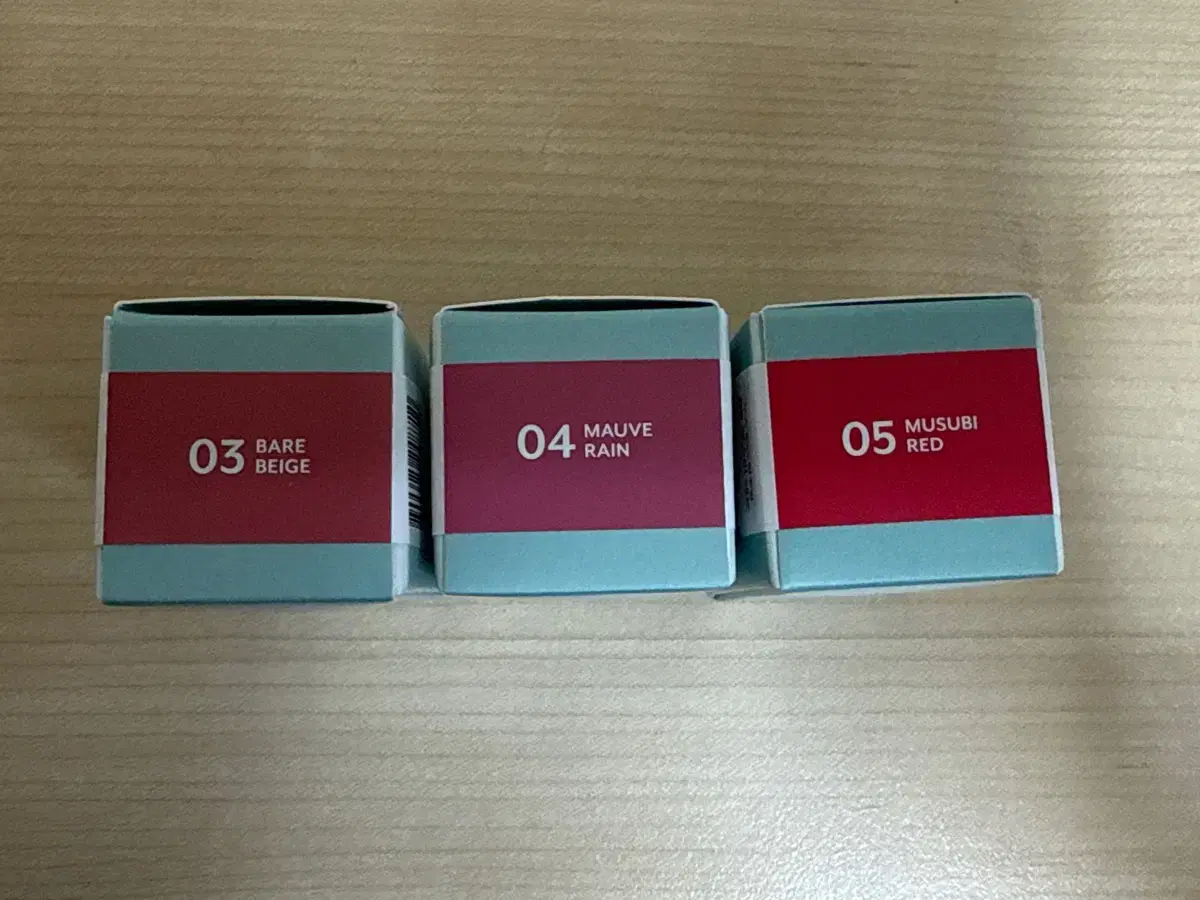 03 BARE
BEIGE
04 MAUVE
RAIN
05 MUSUBI
RED